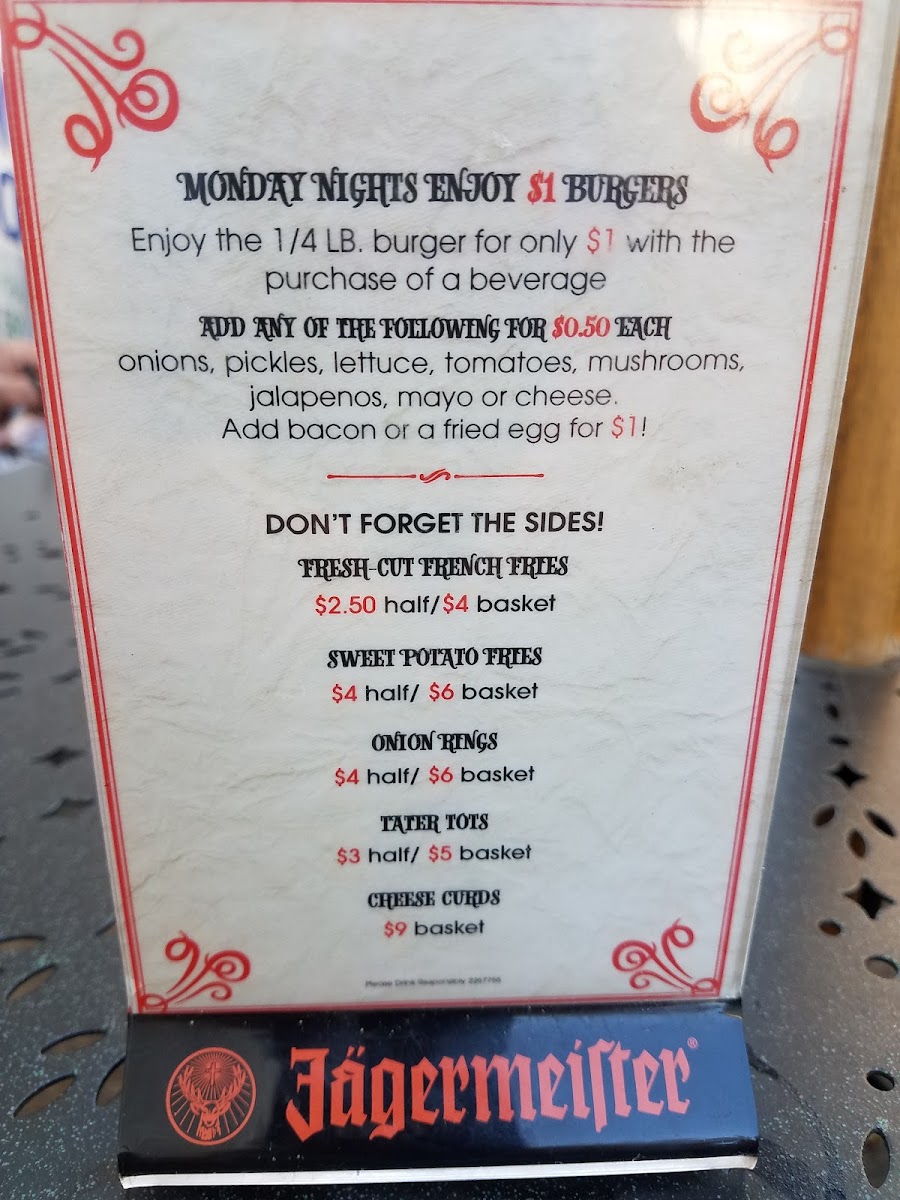 MONDAY NIGHTS ENJOY $1 BURGERS
Enjoy the 1/4 LB. burger for only $1 with the
purchase of a beverage
ADD ANY OF THE FOLLOWING FOR $0.50 EACH
onions, pickles, lettuce, tomatoes, mushrooms,
jalapenos, mayo or cheese.
Add bacon or a fried egg for $1!
DON'T FORGET THE SIDES!
FRESH-CUT FRENCH FRIES
$2.50 half/$4 basket
SWEET POTATO FRIES
$4 half/ $6 basket
ONION RINGS
$4 half/ $6 basket
TATER TOTS
$3 half/ $5 basket
CHEESE CURDS
$9 basket
Please Drink Responsibly
Jägermeiſter®